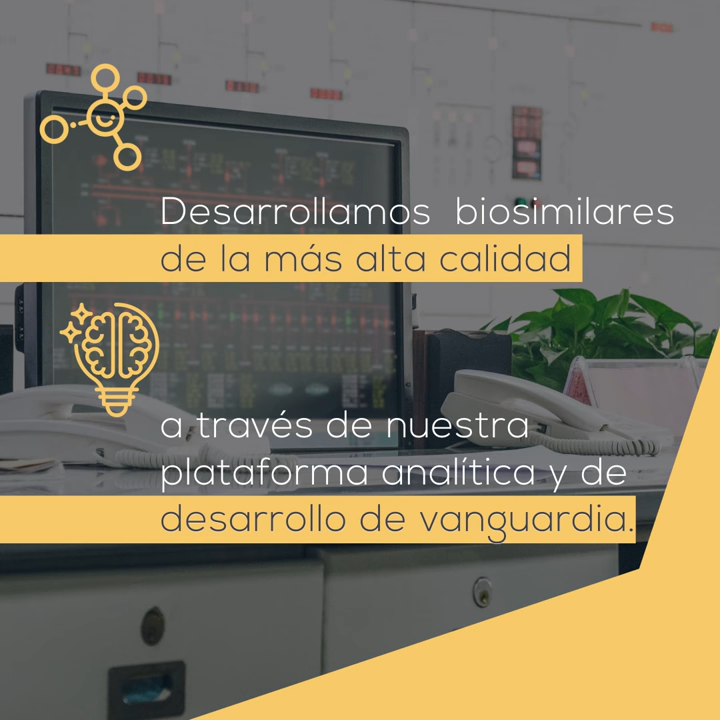 Desarrollamos biosimilares
de la más alta calidad
a través de nuestra
plataforma analítica y de
desarrollo de vanguardia.